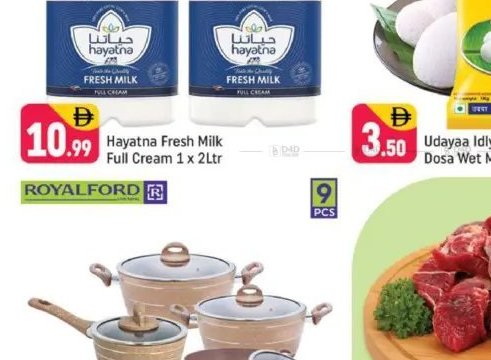 حياتنا
hayatna
FRESH MILK
FULL CREAM
حياتنا
hayatna
FRESH MILK
FULL CREAM
10.99
Hayatna Fresh Milk
Full Cream 1 x 2Ltr
D4D
3.50
Udayaa Idly
Dosa Wet M
ROYALFORD R
9
PCS